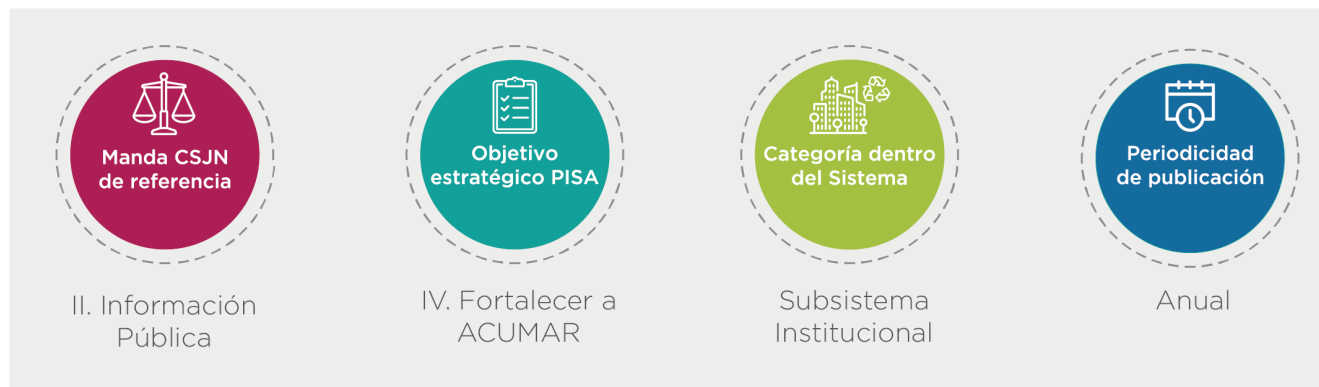 Manda CSJN
de referencia
II. Información
Pública
Objetivo
estratégico PISA
IV. Fortalecer a
ACUMAR
Categoría dentro
del Sistema
Subsistema
Institucional
Periodicidad
de publicación
Anual